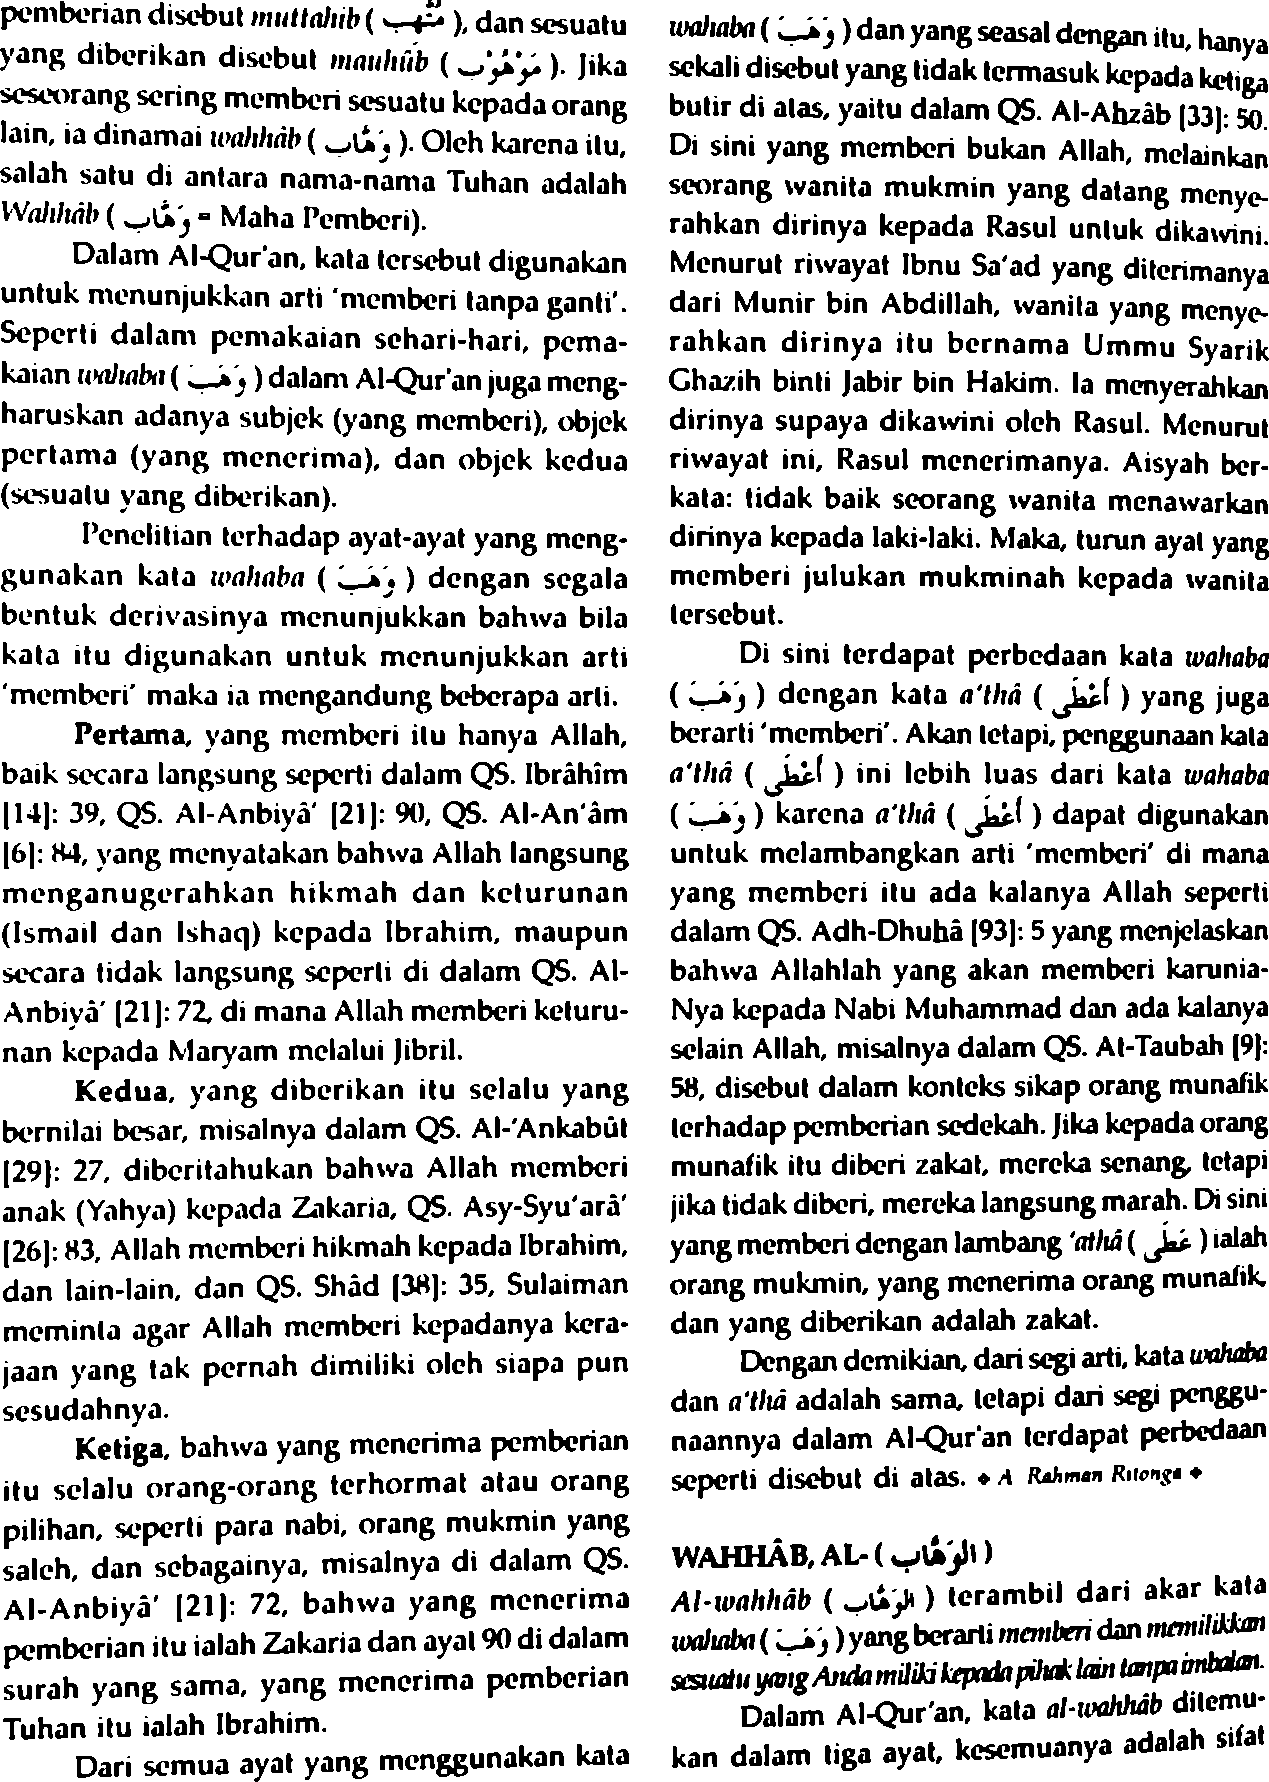 pemberian disebut muttahib ( مُتَّهِب ), dan sesuatu
yang diberikan disebut mauhûb ( مَوْهُوْب ). Jika
seseorang sering memberi sesuatu kepada orang
lain, ia dinamai wahhâb ( وَهَّاب ). Oleh karena itu,
salah satu di antara nama-nama Tuhan adalah
Wahhâb ( وَهَّاب = Maha Pemberi).
Dalam Al-Qur'an, kata tersebut digunakan
untuk menunjukkan arti 'memberi tanpa ganti'.
Seperti dalam pemakaian sehari-hari, pema-
kaian wahaba ( وَهَبَ ) dalam Al-Qur'an juga meng-
haruskan adanya subjek (yang memberi), objek
pertama (yang menerima), dan objek kedua
(sesuatu yang diberikan).
Penelitian terhadap ayat-ayat yang meng-
gunakan kata wahaba ( وَهَبَ ) dengan segala
bentuk derivasinya menunjukkan bahwa bila
kata itu digunakan untuk menunjukkan arti
'memberi' maka ia mengandung beberapa arti.
Pertama, yang memberi itu hanya Allah,
baik secara langsung seperti dalam QS. Ibrâhîm
[14]: 39, QS. Al-Anbiyâ' [21]: 90, QS. Al-An'âm
[6]: 84, yang menyatakan bahwa Allah langsung
menganugerahkan hikmah dan keturunan
(Ismail dan Ishaq) kepada Ibrahim, maupun
secara tidak langsung seperti di dalam QS. Al-
Anbiyâ' [21]: 72, di mana Allah memberi keturu-
nan kepada Maryam melalui Jibril.
Kedua, yang diberikan itu selalu yang
bernilai besar, misalnya dalam QS. Al-'Ankabût
[29]: 27, diberitahukan bahwa Allah memberi
anak (Yahya) kepada Zakaria, QS. Asy-Syu'arâ'
[26]: 83, Allah memberi hikmah kepada Ibrahim,
dan lain-lain, dan QS. Shâd [38]: 35, Sulaiman
meminta agar Allah memberi kepadanya kera-
jaan yang tak pernah dimiliki oleh siapa pun
sesudahnya.
Ketiga, bahwa yang menerima pemberian
itu selalu orang-orang terhormat atau orang
pilihan, seperti para nabi, orang mukmin yang
saleh, dan sebagainya, misalnya di dalam QS.
Al-Anbiyâ' [21]: 72, bahwa yang menerima
pemberian itu ialah Zakaria dan ayat 90 di dalam
surah yang sama, yang menerima pemberian
Tuhan itu ialah Ibrahim.
Dari semua ayat yang menggunakan kata
wahaba ( وَهَبَ ) dan yang seasal dengan itu, hanya
sekali disebut yang tidak termasuk kepada ketiga
butir di atas, yaitu dalam QS. Al-Ahzâb [33]: 50.
Di sini yang memberi bukan Allah, melainkan
seorang wanita mukmin yang datang menye-
rahkan dirinya kepada Rasul untuk dikawini.
Menurut riwayat Ibnu Sa'ad yang diterimanya
dari Munir bin Abdillah, wanita yang menye-
rahkan dirinya itu bernama Ummu Syarik
Ghazih binti Jabir bin Hakim. Ia menyerahkan
dirinya supaya dikawini oleh Rasul. Menurut
riwayat ini, Rasul menerimanya. Aisyah ber-
kata: tidak baik seorang wanita menawarkan
dirinya kepada laki-laki. Maka, turun ayat yang
memberi julukan mukminah kepada wanita
tersebut.
Di sini terdapat perbedaan kata wahaba
( وَهَبَ ) dengan kata a'thâ ( أَعْطَى ) yang juga
berarti 'memberi'. Akan tetapi, penggunaan kata
a'thâ ( أَعْطَى ) ini lebih luas dari kata wahaba
( وَهَبَ ) karena a'thâ ( أَعْطَى ) dapat digunakan
untuk melambangkan arti 'memberi' di mana
yang memberi itu ada kalanya Allah seperti
dalam QS. Adh-Dhuhâ [93]: 5 yang menjelaskan
bahwa Allahlah yang akan memberi karunia-
Nya kepada Nabi Muhammad dan ada kalanya
selain Allah, misalnya dalam QS. At-Taubah [9]:
58, disebut dalam konteks sikap orang munafik
terhadap pemberian sedekah. Jika kepada orang
munafik itu diberi zakat, mereka senang, tetapi
jika tidak diberi, mereka langsung marah. Di sini
yang memberi dengan lambang 'athâ ( عَطَى ) ialah
orang mukmin, yang menerima orang munafik,
dan yang diberikan adalah zakat.
Dengan demikian, dari segi arti, kata wahaba
dan a'thâ adalah sama, tetapi dari segi penggu-
naannya dalam Al-Qur'an terdapat perbedaan
seperti disebut di atas. ♦ A Rahman Ritonga ♦
WAHHÂB, AL- ( الْوَهَّاب )
Al-wahhâb ( الْوَهَّاب ) terambil dari akar kata
wahaba ( وَهَبَ ) yang berarti memberi dan memilikkan
sesuatu yang Anda miliki kepada pihak lain tanpa imbalan.
Dalam Al-Qur'an, kata al-wahhâb ditemu-
kan dalam tiga ayat, kesemuanya adalah sifat